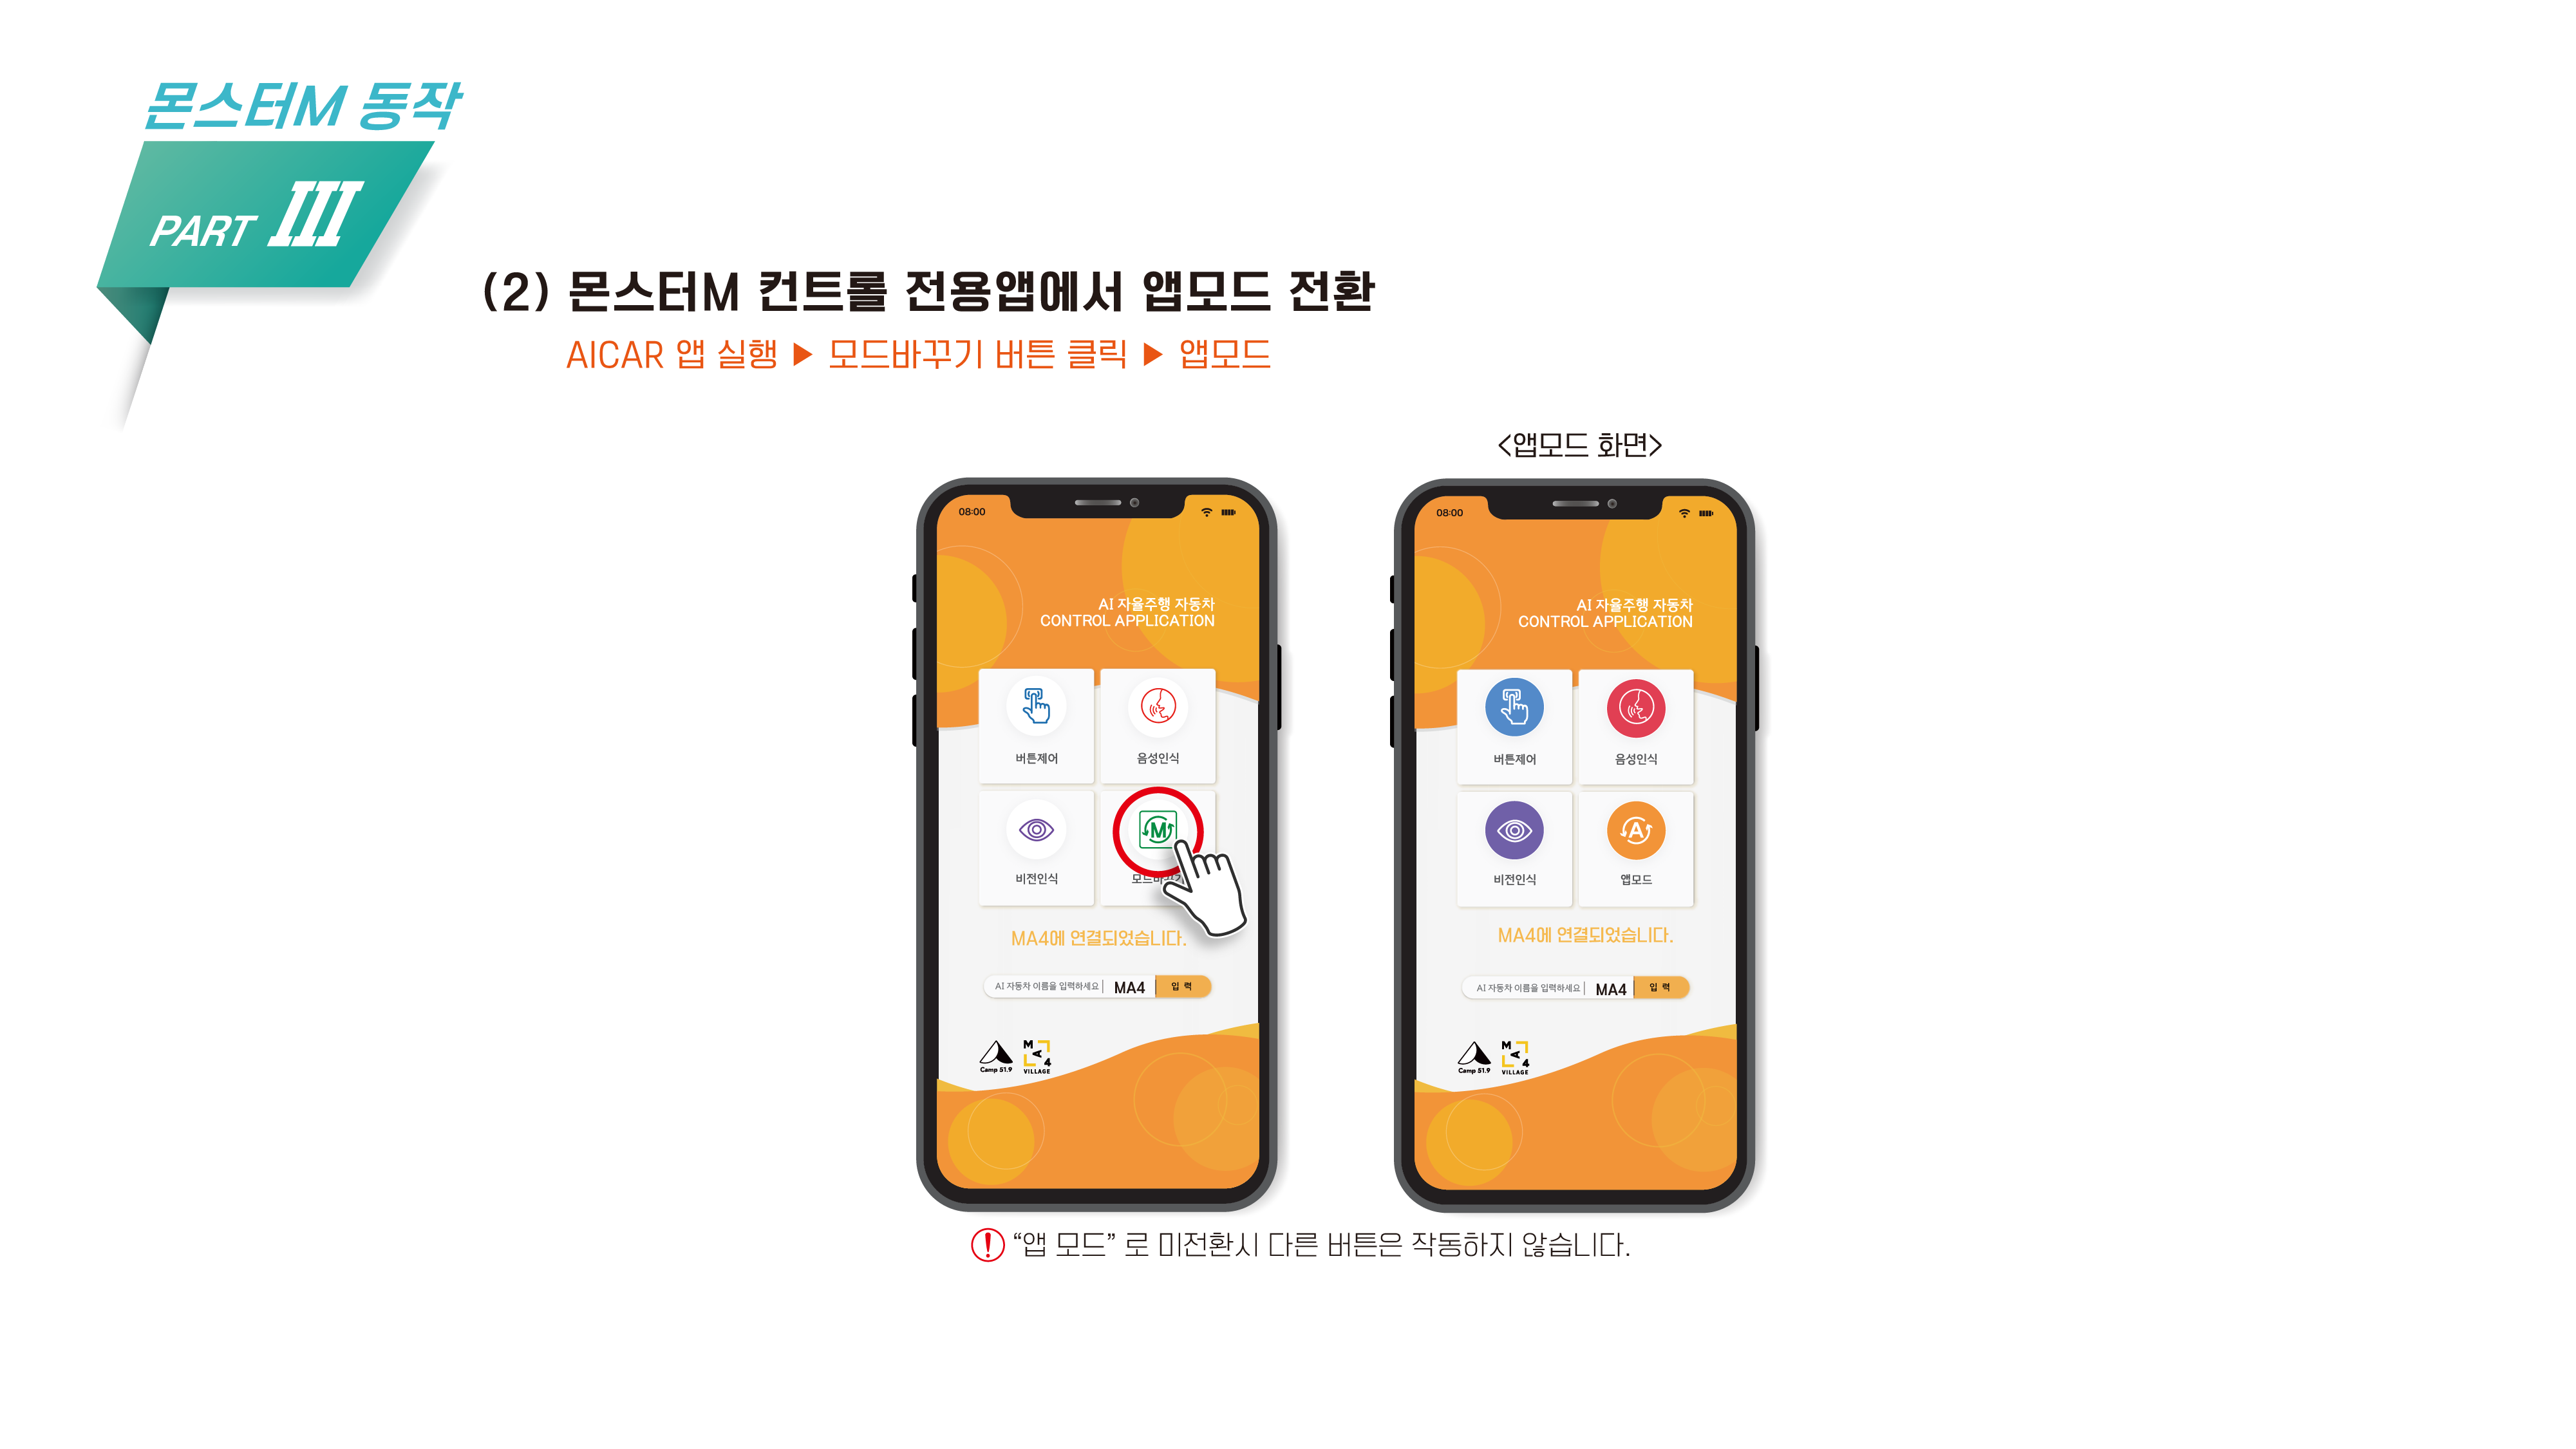 몬스터M 동작
PART III
(2) 몬스터M 컨트롤 전용앱에서 앱모드 전환
AICAR 앱 실행 ▶ 모드바꾸기 버튼 클릭 ▶ 앱모드
08:00
AI 자율주행 자동차
CONTROL APPLICATION
버튼제어
음성인식
비전인식
M
모드바꾸기
MA4에 연결되었습니다.
AI 자동차 이름을 입력하세요 MA4 입 력
Camp 51.9
MA4
VILLAGE
<앱모드 화면>
08:00
AI 자율주행 자동차
CONTROL APPLICATION
버튼제어
음성인식
비전인식
A
앱모드
MA4에 연결되었습니다.
AI 자동차 이름을 입력하세요 MA4 입 력
Camp 51.9
MA4
VILLAGE
! “앱 모드” 로 미전환시 다른 버튼은 작동하지 않습니다.